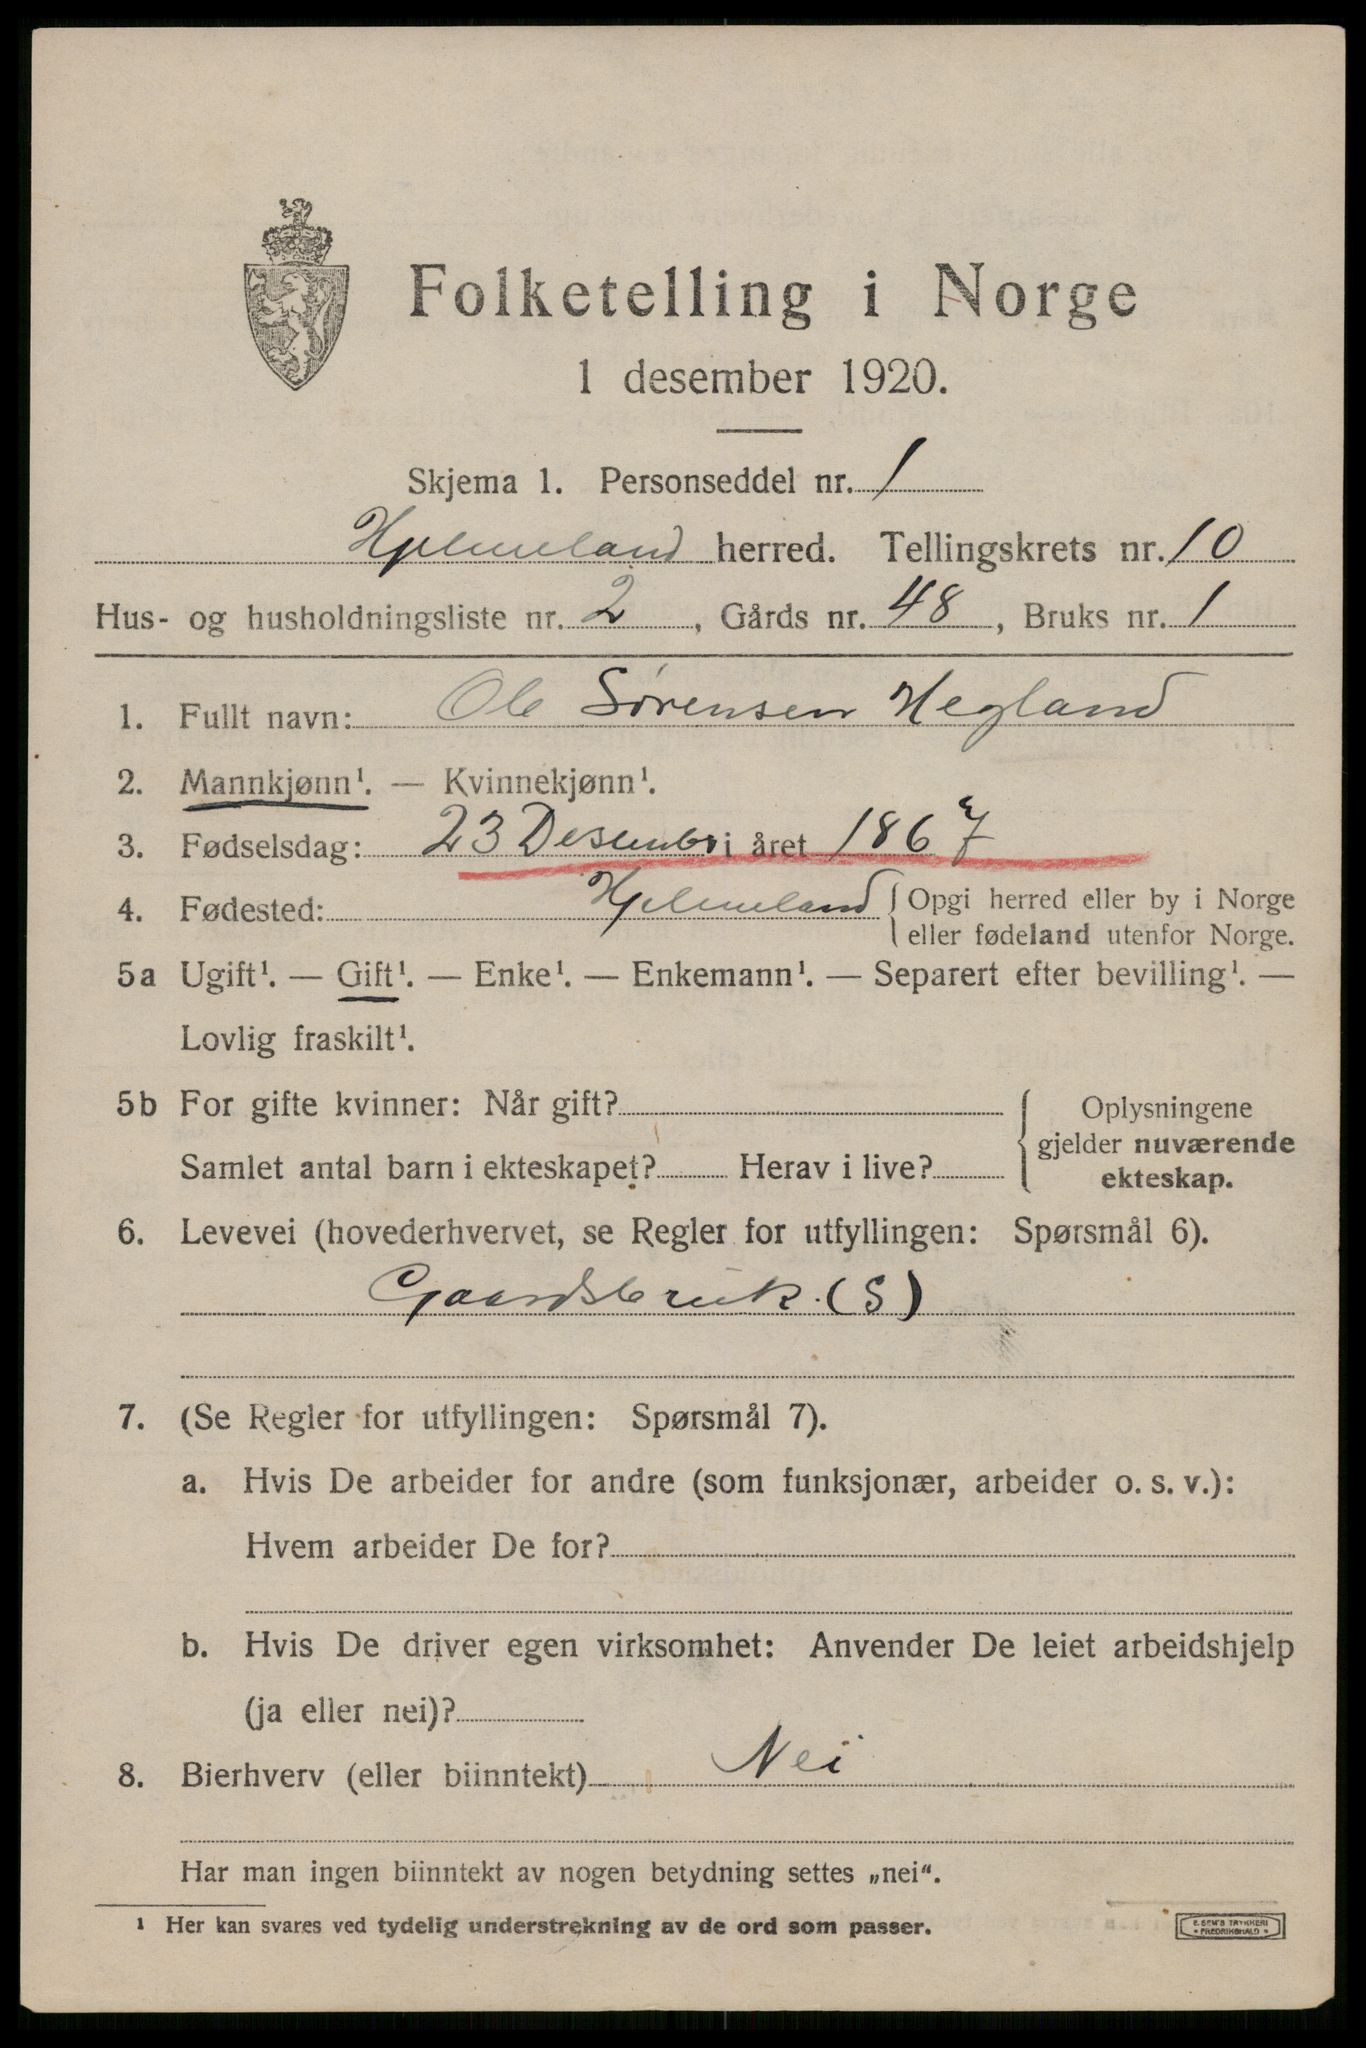 Folketelling i Norge
1 desember 1920.
Skjema 1. Personseddel nr. 1
Hjelmeland herred. Tellingskrets nr. 10
Hus- og husholdningsliste nr. 2, Gårds nr. 48, Bruks nr. 1
1. Fullt navn: Ole Sørensen Hegland
2. Mannkjønn¹. — Kvinnekjønn¹.
3. Fødselsdag: 23 Desember i året 1867
4. Fødested: Hjelmeland { Opgi herred eller by i Norge
eller fødeland utenfor Norge.
5a Ugift¹. — Gift¹. — Enke¹. — Enkemann¹. — Separert efter bevilling¹. —
Lovlig fraskilt¹.
5b For gifte kvinner: Når gift? { Oplysningene
gjelder nuværende
Samlet antal barn i ekteskapet? Herav i live? ekteskap.
6. Levevei (hovederhvervet, se Regler for utfyllingen: Spørsmål 6).
Gaardsbruk (S)
7. (Se Regler for utfyllingen: Spørsmål 7).
a. Hvis De arbeider for andre (som funksjonær, arbeider o. s. v.):
Hvem arbeider De for?
b. Hvis De driver egen virksomhet: Anvender De leiet arbeidshjelp
(ja eller nei)?
8. Bierhverv (eller biinntekt) Nei
Har man ingen biinntekt av nogen betydning settes „nei“.
¹ Her kan svares ved tydelig understrekning av de ord som passer.
E. SEM'S TRYKKERI
FREDRIKSHALD